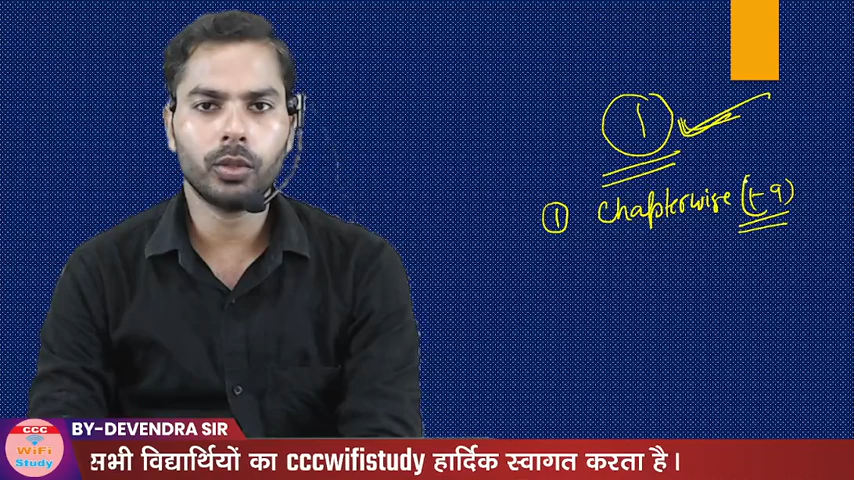 1
① Chapterwise (1-9)
BY-DEVENDRA SIR
CCC
WiFi
Study
सभी विद्यार्थियों का cccwifistudy हार्दिक स्वागत करता है।